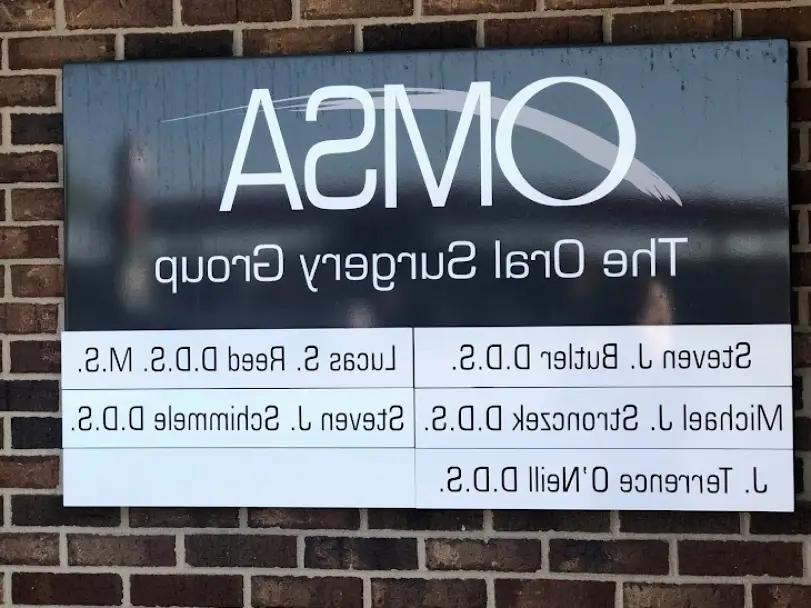 OMSA
The Oral Surgery Group
Steven J. Butler D.D.S.
Lucas S. Reed D.D.S. M.S.
Michael J. Stronczek D.D.S.
Steven J. Schimmele D.D.S.
J. Terrence O'Neill D.D.S.